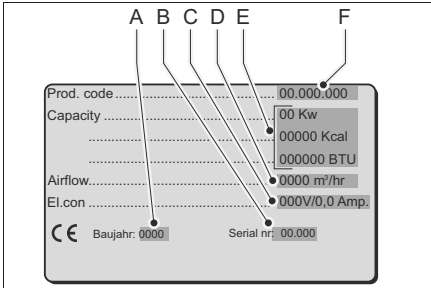 A B C D E F
Prod. code ........................................ 00.000.000
Capacity ........................................ 00 Kw
........................................ 00000 Kcal
........................................ 000000 BTU
Airflow........................................ 0000 m³/hr
El.con ........................................ 000V/0,0 Amp.
CE Baujahr: 0000 Serial nr: 00.000